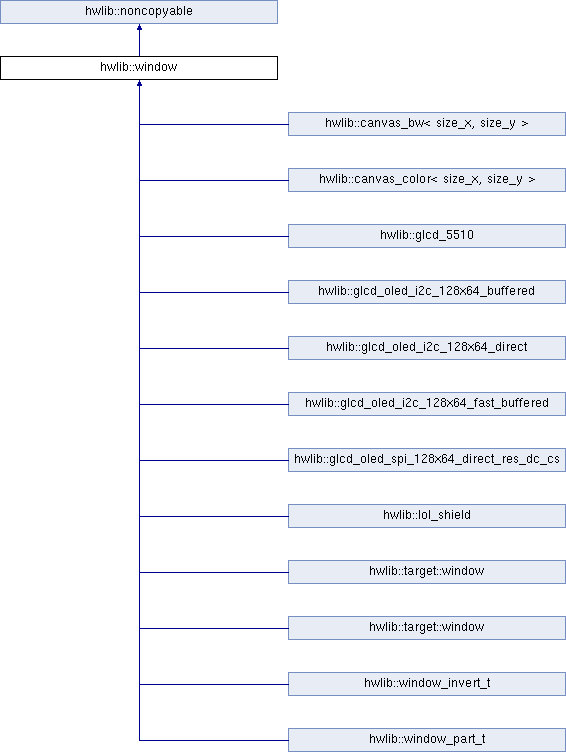 hwlib::noncopyable
hwlib::window
hwlib::canvas_bw< size_x, size_y >
hwlib::canvas_color< size_x, size_y >
hwlib::glcd_5510
hwlib::glcd_oled_i2c_128x64_buffered
hwlib::glcd_oled_i2c_128x64_direct
hwlib::glcd_oled_i2c_128x64_fast_buffered
hwlib::glcd_oled_spi_128x64_direct_res_dc_cs
hwlib::lol_shield
hwlib::target::window
hwlib::target::window
hwlib::window_invert_t
hwlib::window_part_t